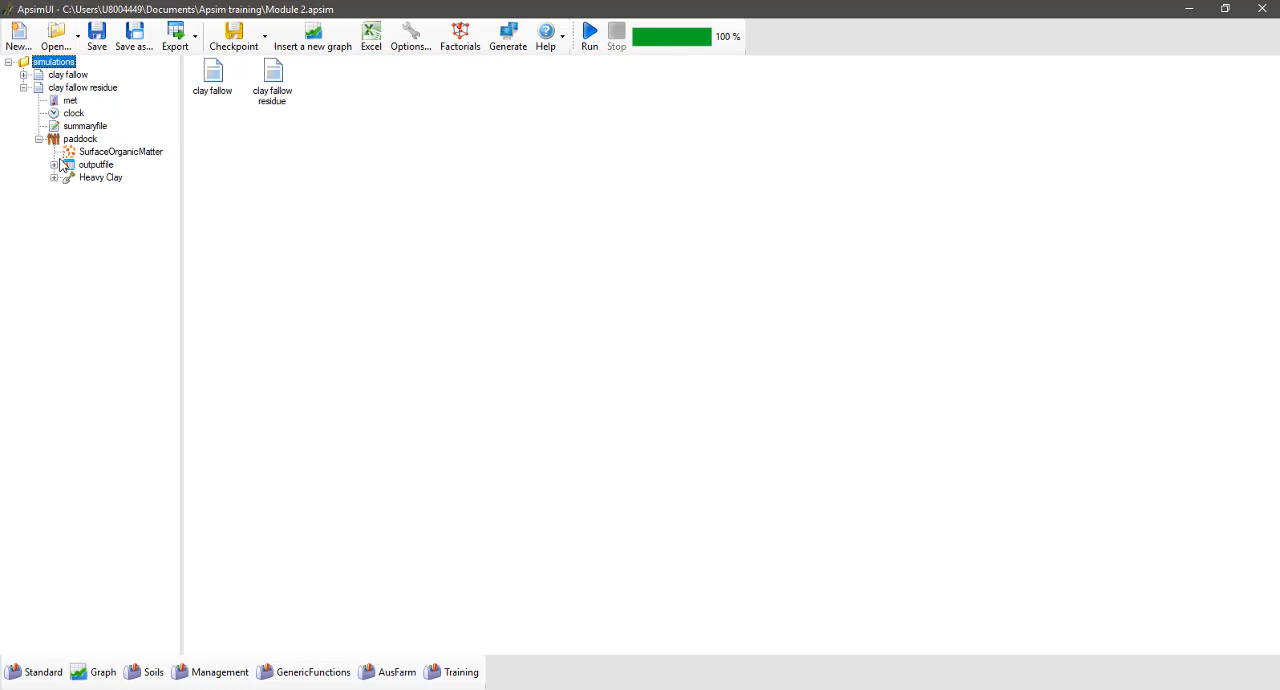 ApsimUI - C:\Users\U8004449\Documents\Apsim training\Module 2.apsim
New... Open... Save Save as... Export Checkpoint Insert a new graph Excel Options... Factorials Generate Help Run Stop 100 %
simulations
clay fallow
clay fallow residue
met
clock
summaryfile
paddock
SurfaceOrganicMatter
outputfile
Heavy Clay
clay fallow
clay fallow
residue
Standard Graph Soils Management GenericFunctions AusFarm Training